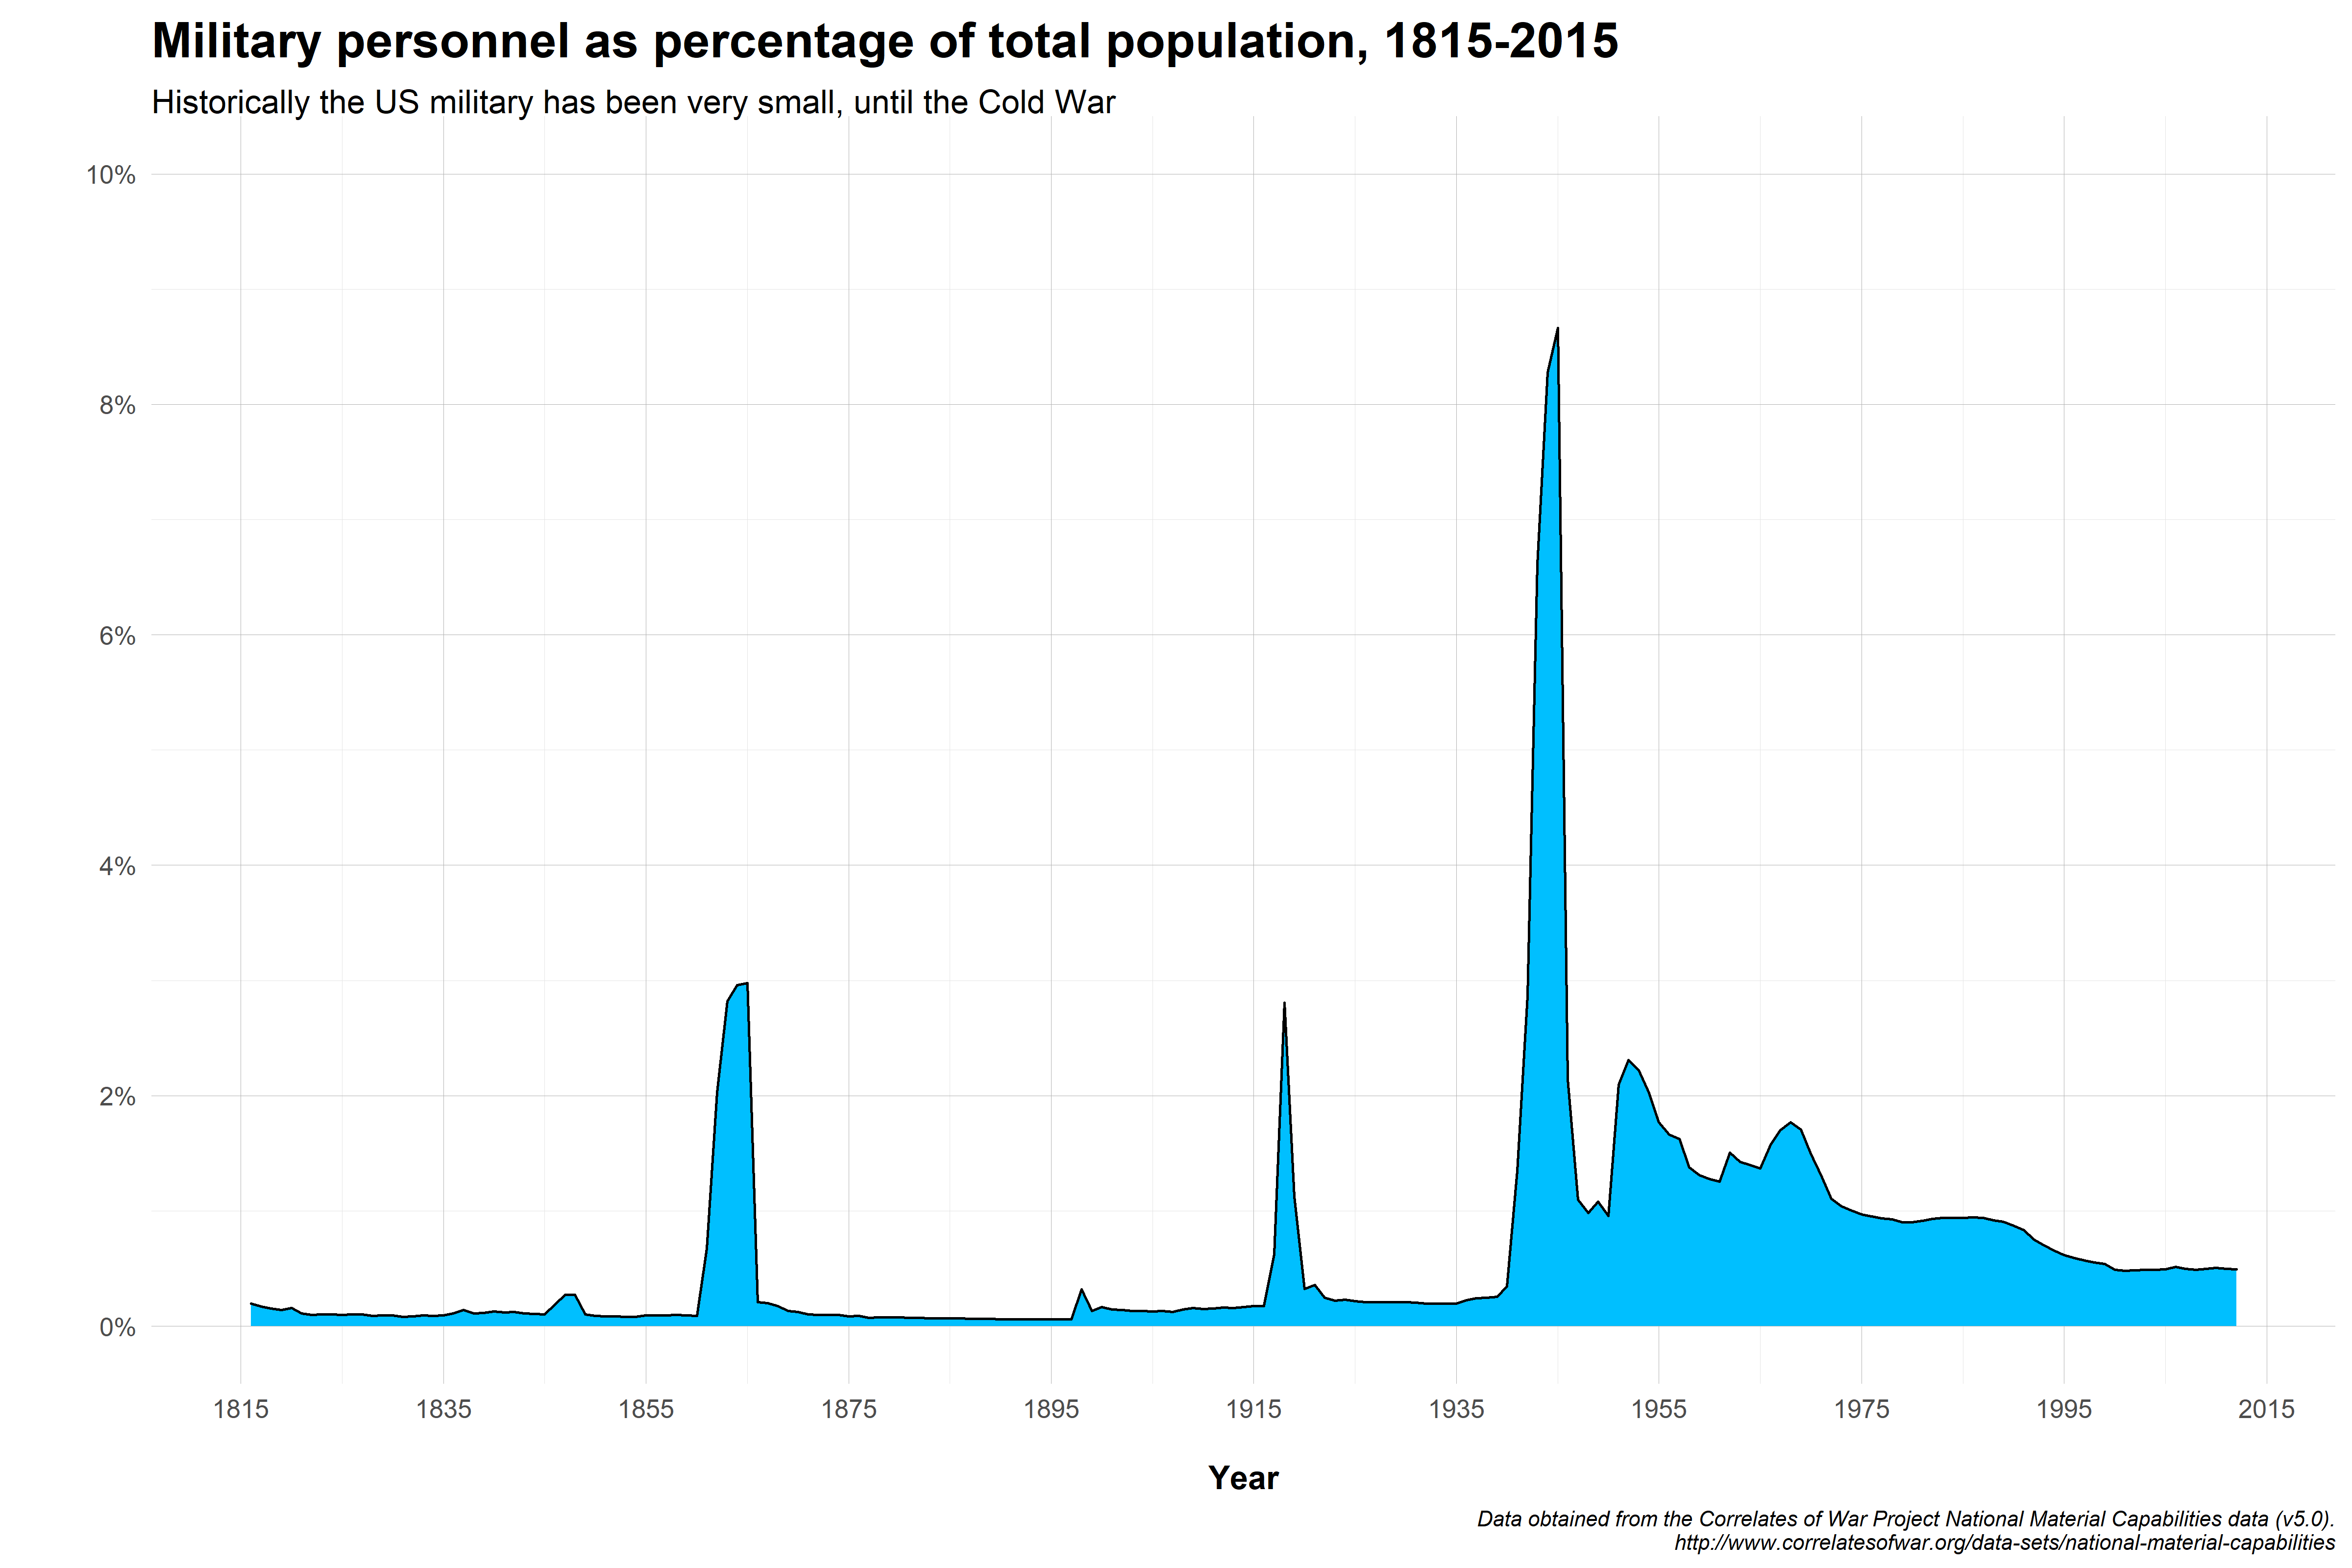 Military personnel as percentage of total population, 1815-2015
Historically the US military has been very small, until the Cold War
10%
8%
6%
4%
2%
0%
1815 1835 1855 1875 1895 1915 1935 1955 1975 1995 2015
Year
Data obtained from the Correlates of War Project National Material Capabilities data (v5.0).
http://www.correlatesofwar.org/data-sets/national-material-capabilities